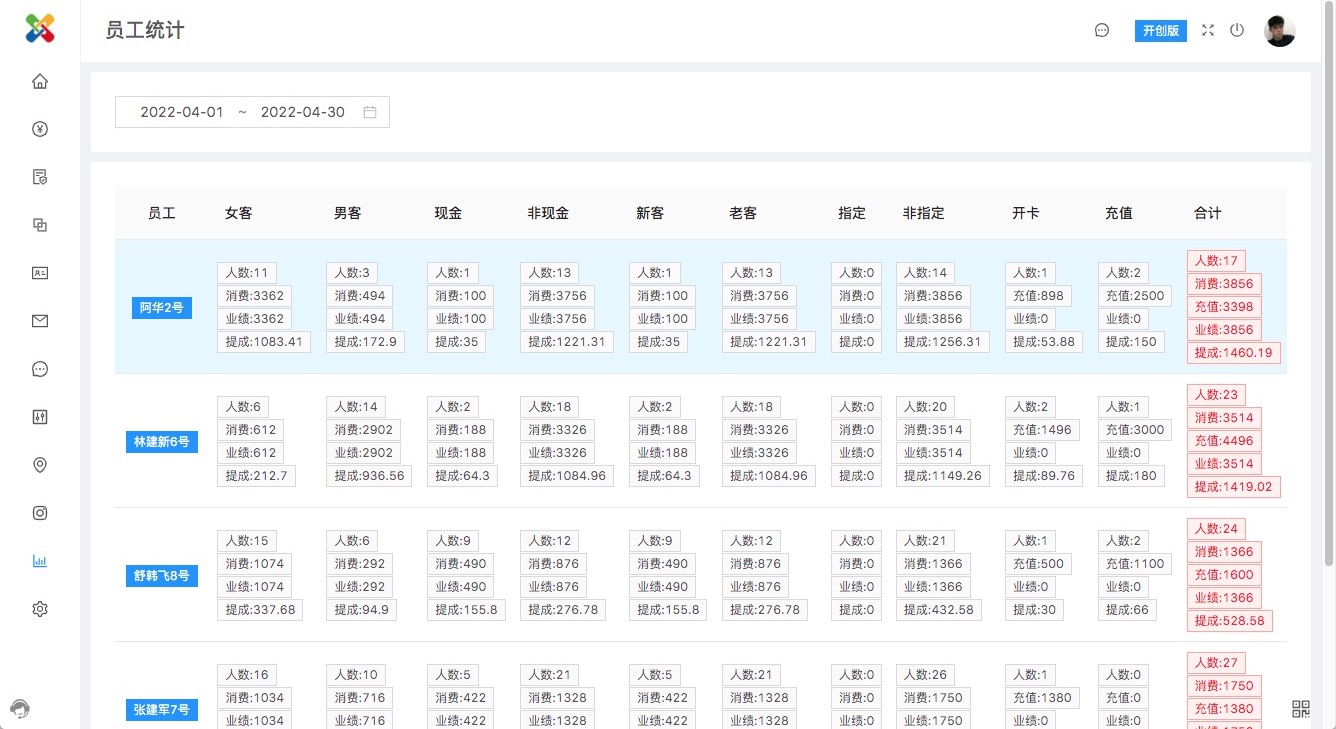 员工统计
开创版
2022-04-01 ~ 2022-04-30
员工 女客 男客 现金 非现金 新客 老客 指定 非指定 开卡 充值 合计
阿华2号
人数:11 人数:3 人数:1 人数:13 人数:1 人数:13 人数:0 人数:14 人数:1 人数:2 人数:17
消费:3362 消费:494 消费:100 消费:3756 消费:100 消费:3756 消费:0 消费:3856 充值:898 充值:2500 消费:3856
充值:3398
业绩:3362 业绩:494 业绩:100 业绩:3756 业绩:100 业绩:3756 业绩:0 业绩:3856 业绩:0 业绩:0 业绩:3856
提成:1083.41 提成:172.9 提成:35 提成:1221.31 提成:35 提成:1221.31 提成:0 提成:1256.31 提成:53.88 提成:150 提成:1460.19
林建新6号
人数:6 人数:14 人数:2 人数:18 人数:2 人数:18 人数:0 人数:20 人数:2 人数:1 人数:23
消费:612 消费:2902 消费:188 消费:3326 消费:188 消费:3326 消费:0 消费:3514 充值:1496 充值:3000 消费:3514
充值:4496
业绩:612 业绩:2902 业绩:188 业绩:3326 业绩:188 业绩:3326 业绩:0 业绩:3514 业绩:0 业绩:0 业绩:3514
提成:212.7 提成:936.56 提成:64.3 提成:1084.96 提成:64.3 提成:1084.96 提成:0 提成:1149.26 提成:89.76 提成:180 提成:1419.02
舒韩飞8号
人数:15 人数:6 人数:9 人数:12 人数:9 人数:12 人数:0 人数:21 人数:1 人数:2 人数:24
消费:1074 消费:292 消费:490 消费:876 消费:490 消费:876 消费:0 消费:1366 充值:500 充值:1100 消费:1366
充值:1600
业绩:1074 业绩:292 业绩:490 业绩:876 业绩:490 业绩:876 业绩:0 业绩:1366 业绩:0 业绩:0 业绩:1366
提成:337.68 提成:94.9 提成:155.8 提成:276.78 提成:155.8 提成:276.78 提成:0 提成:432.58 提成:30 提成:66 提成:528.58
张建军7号
人数:16 人数:10 人数:5 人数:21 人数:5 人数:21 人数:0 人数:26 人数:1 人数:0 人数:27
消费:1034 消费:716 消费:422 消费:1328 消费:422 消费:1328 消费:0 消费:1750 充值:1380 充值:0 消费:1750
充值:1380
业绩:1034 业绩:716 业绩:422 业绩:1328 业绩:422 业绩:1328 业绩:0 业绩:1750 业绩:0 业绩:0